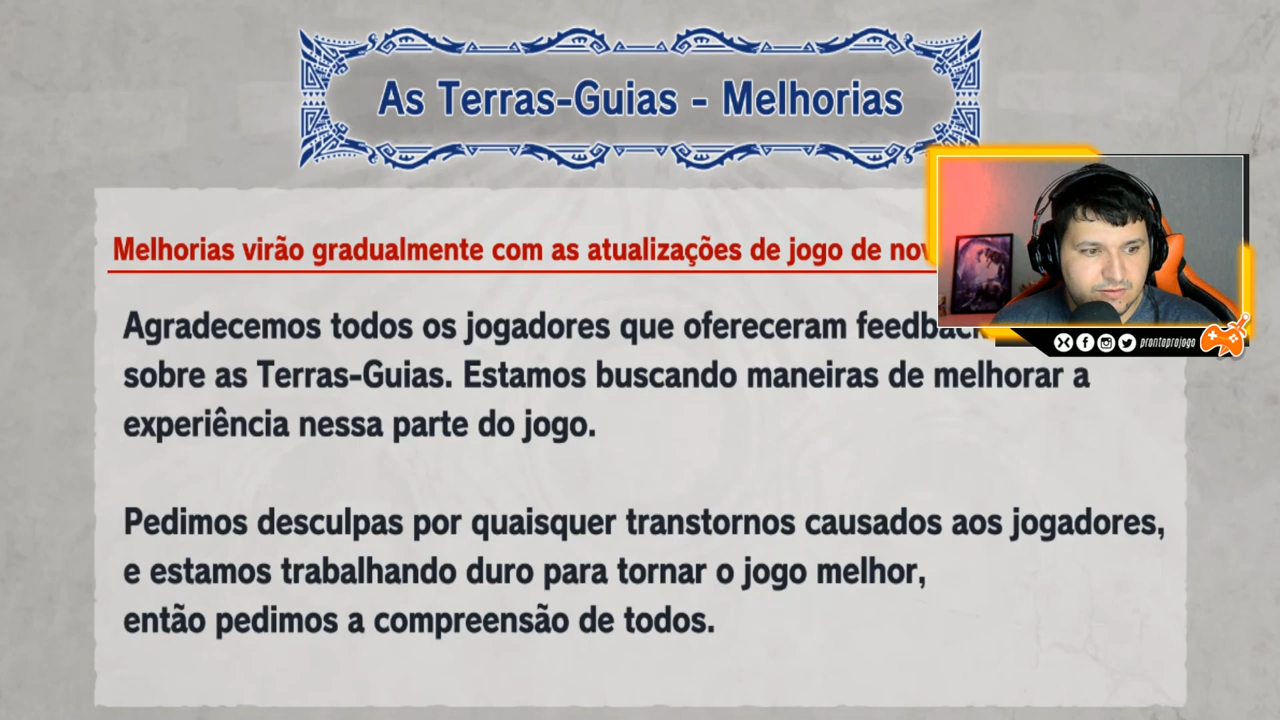 As Terras-Guias - Melhorias
Melhorias virão gradualmente com as atualizações de jogo de
Agradecemos todos os jogadores que ofereceram feedback
sobre as Terras-Guias. Estamos buscando maneiras de melhorar a
experiência nessa parte do jogo.
Pedimos desculpas por quaisquer transtornos causados aos jogadores,
e estamos trabalhando duro para tornar o jogo melhor,
então pedimos a compreensão de todos.
prontoprojogo